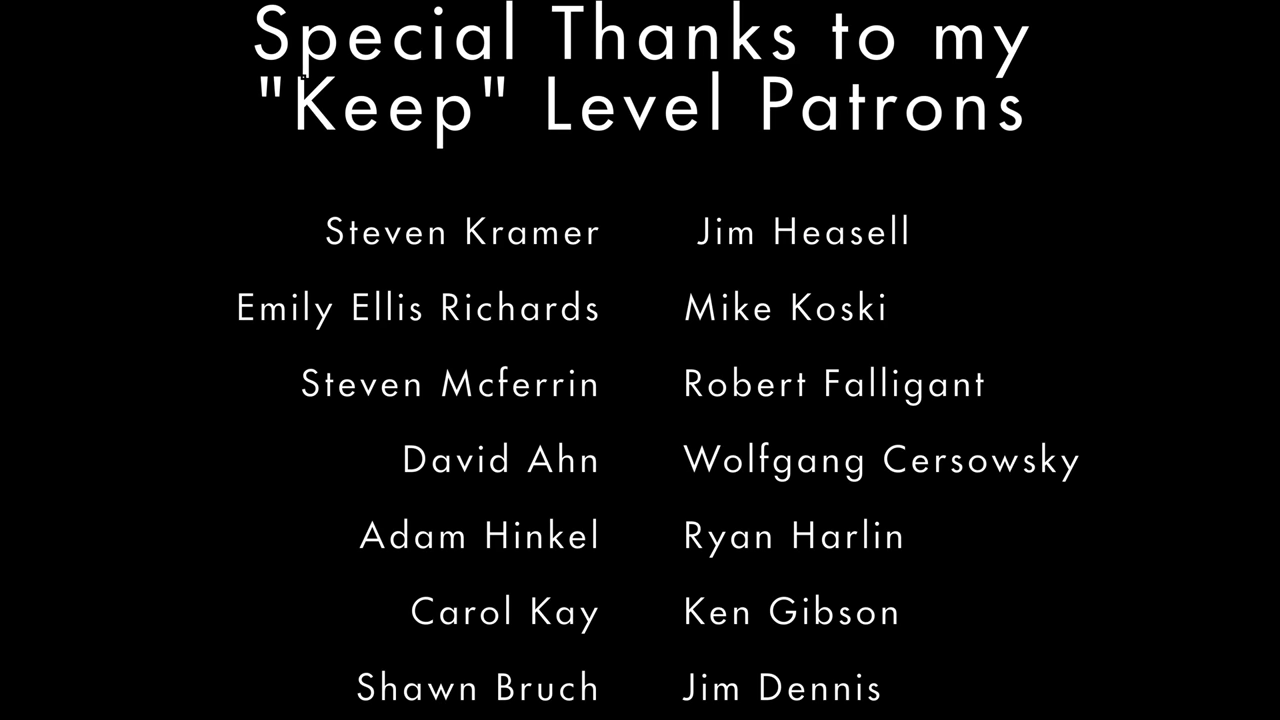 Special Thanks to my
"Keep" Level Patrons
Steven Kramer Jim Heasell
Emily Ellis Richards Mike Koski
Steven Mcferrin Robert Falligant
David Ahn Wolfgang Cersowsky
Adam Hinkel Ryan Harlin
Carol Kay Ken Gibson
Shawn Bruch Jim Dennis